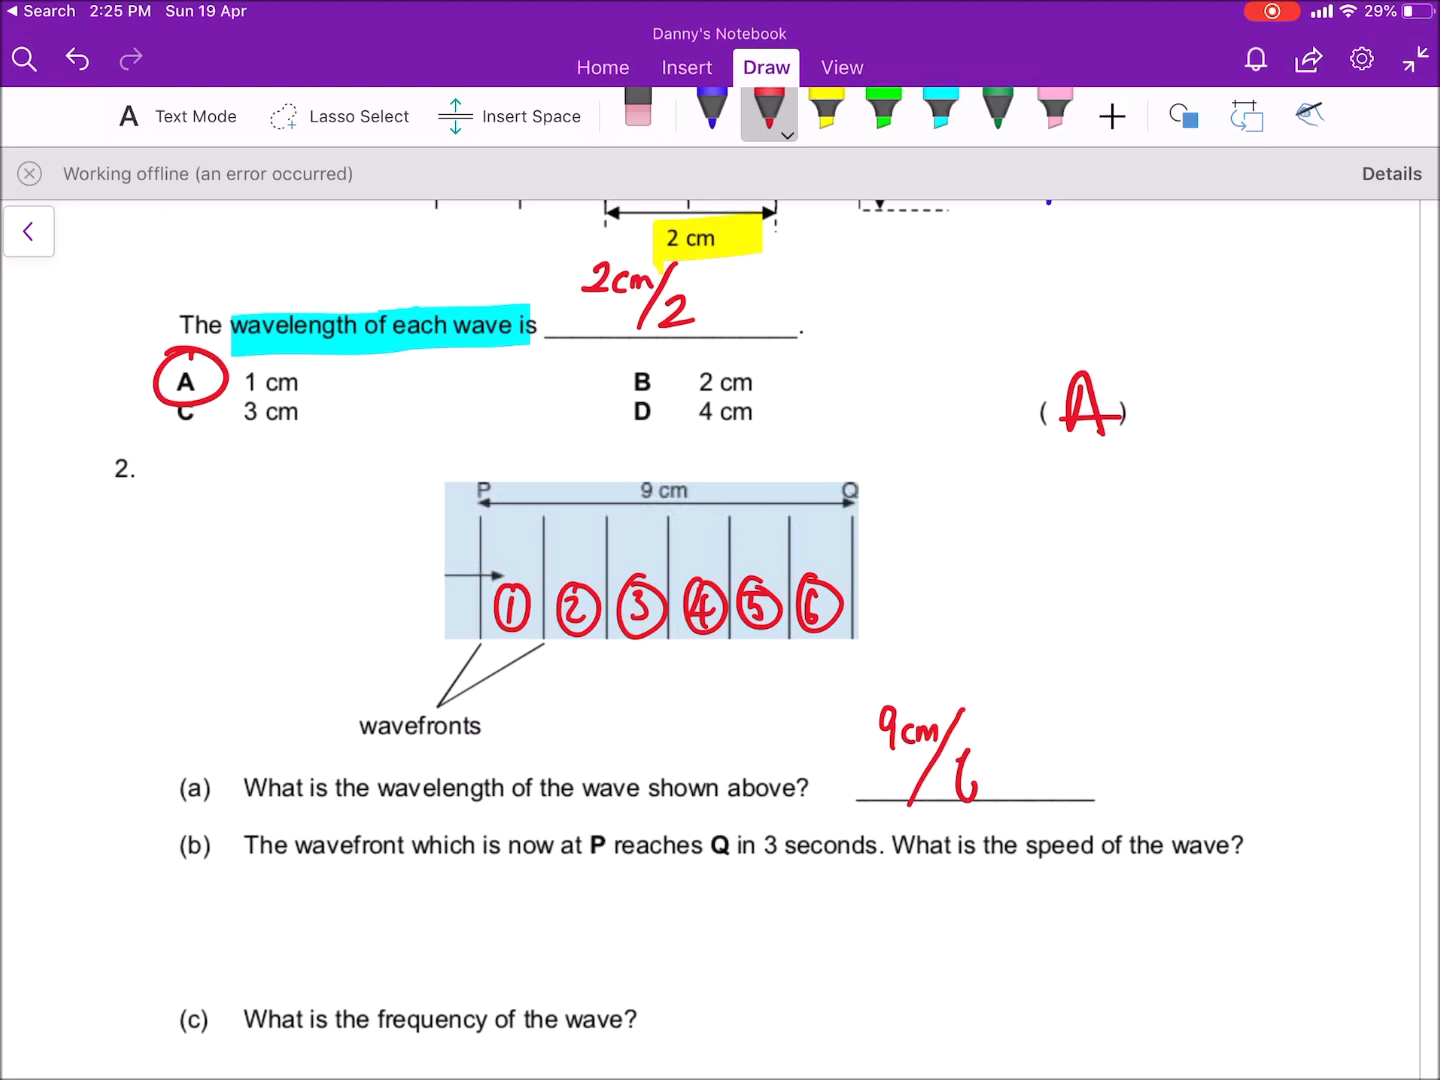 Search 2:25 PM Sun 19 Apr 29%
Danny's Notebook
Home Insert Draw View
A Text Mode Lasso Select Insert Space
Working offline (an error occurred) Details
2 cm
2cm/2
The wavelength of each wave is ____________.
A 1 cm B 2 cm
C 3 cm D 4 cm ( A )
2.
P 9 cm Q
1 2 3 4 5 6
wavefronts
9cm/6
(a) What is the wavelength of the wave shown above? ____________
(b) The wavefront which is now at P reaches Q in 3 seconds. What is the speed of the wave?
(c) What is the frequency of the wave?